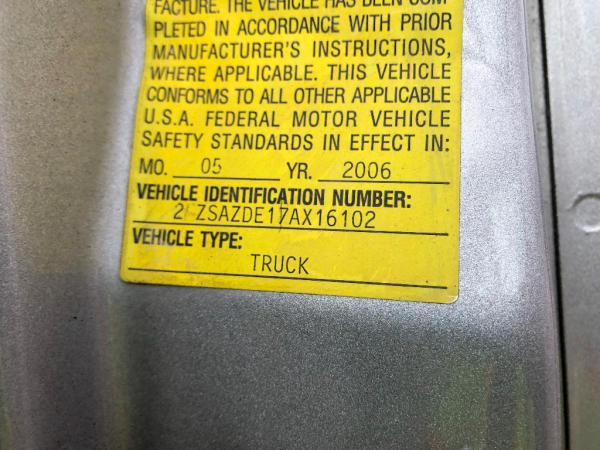 FACTURE. THE VEHICLE HAS BEEN COM-
PLETED IN ACCORDANCE WITH PRIOR
MANUFACTURER'S INSTRUCTIONS,
WHERE APPLICABLE. THIS VEHICLE
CONFORMS TO ALL OTHER APPLICABLE
U.S.A. FEDERAL MOTOR VEHICLE
SAFETY STANDARDS IN EFFECT IN:
MO. 05 YR. 2006
VEHICLE IDENTIFICATION NUMBER:
2FZSAZDE17AX16102
VEHICLE TYPE:
TRUCK